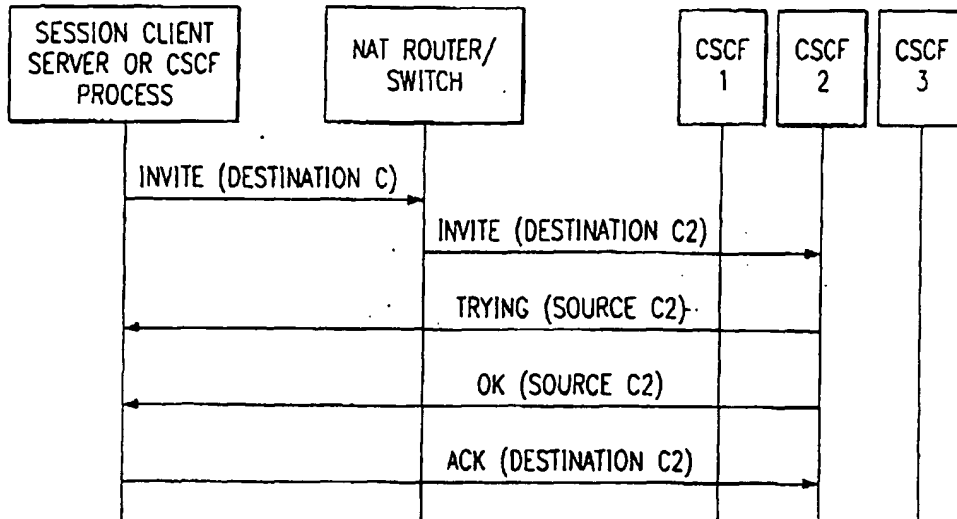 SESSION CLIENT
SERVER OR CSCF
PROCESS
NAT ROUTER/
SWITCH
CSCF
1
CSCF
2
CSCF
3
INVITE (DESTINATION C)
INVITE (DESTINATION C2)
TRYING (SOURCE C2)
OK (SOURCE C2)
ACK (DESTINATION C2)